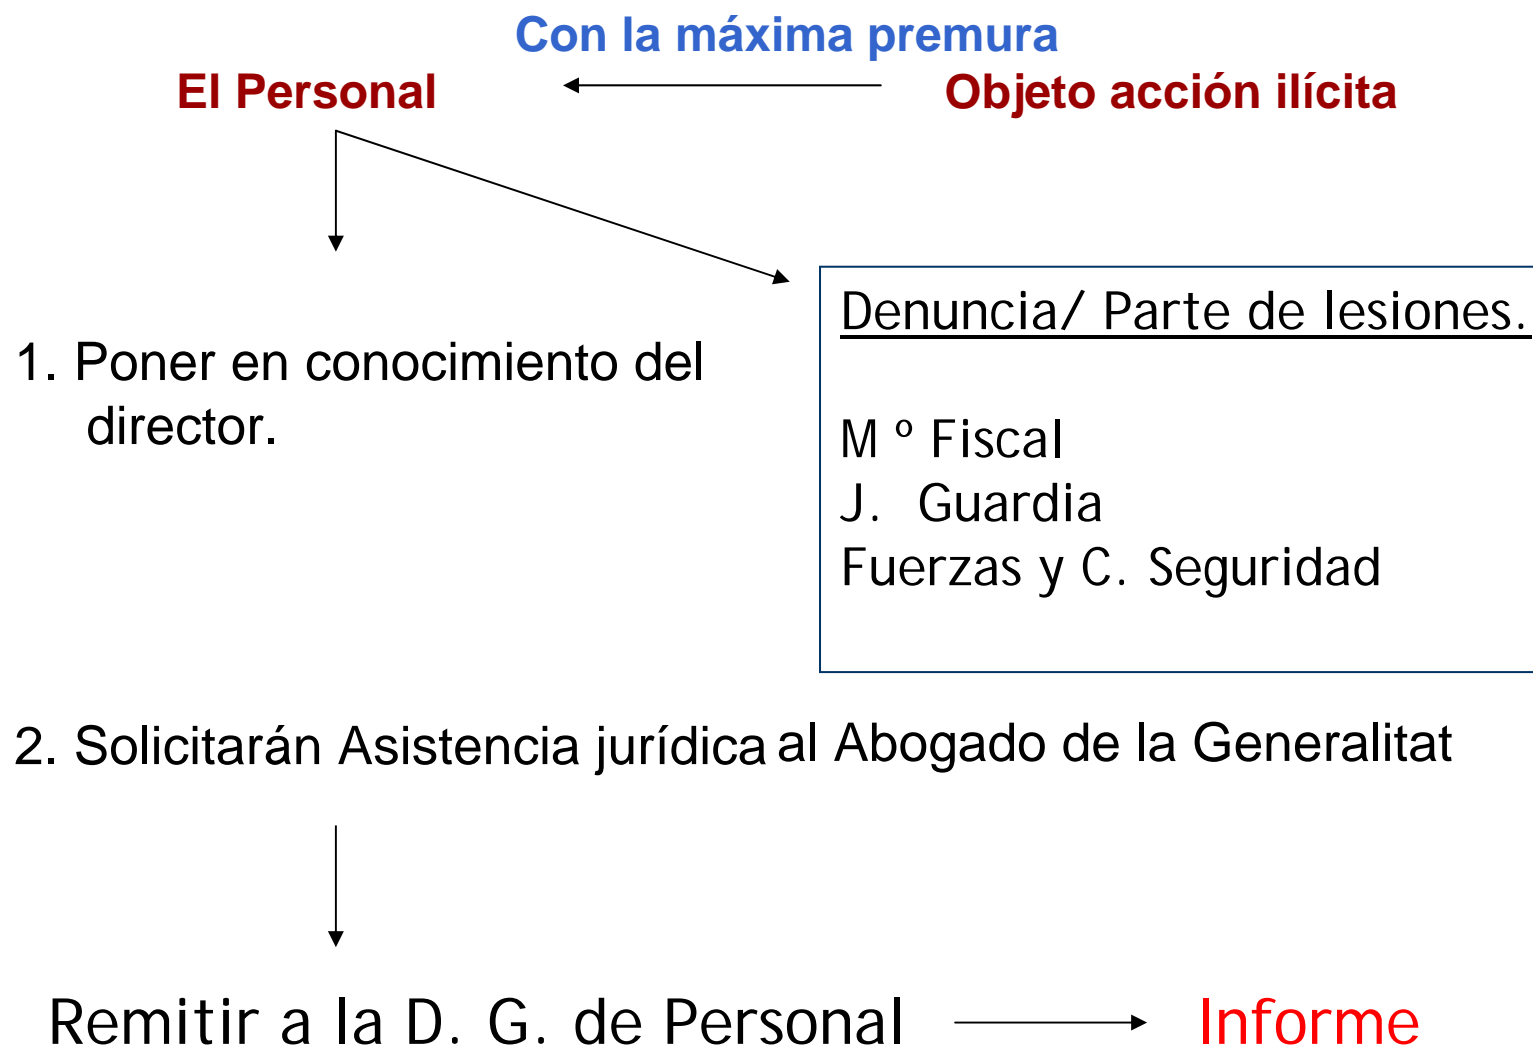 Con la máxima premura
El Personal
Objeto acción ilícita
Denuncia/ Parte de lesiones.
Mº Fiscal
J. Guardia
Fuerzas y C. Seguridad
1. Poner en conocimiento del
director.
2. Solicitarán Asistencia jurídica al Abogado de la Generalitat
Remitir a la D. G. de Personal
Informe